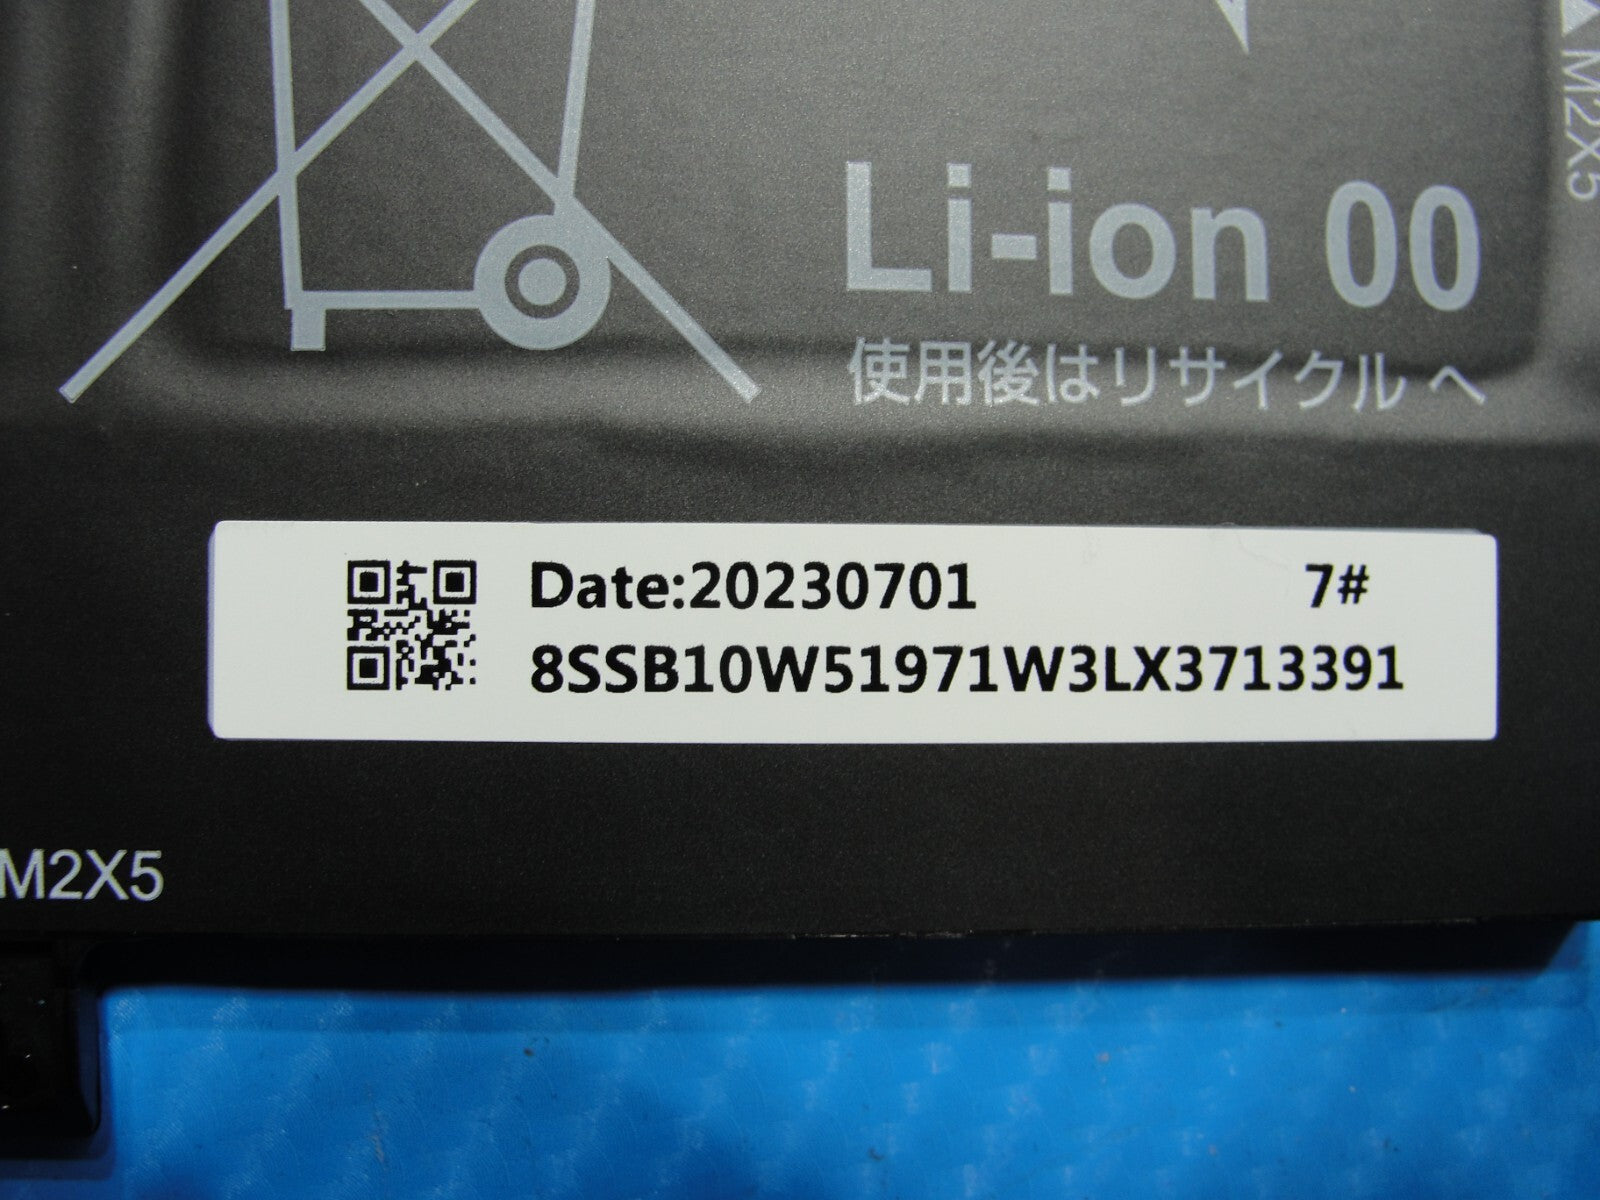 ▲M2X5
Li-ion 00
使用後はリサイクルへ
Date:20230701 7#
8SSB10W51971W3LX3713391
M2X5